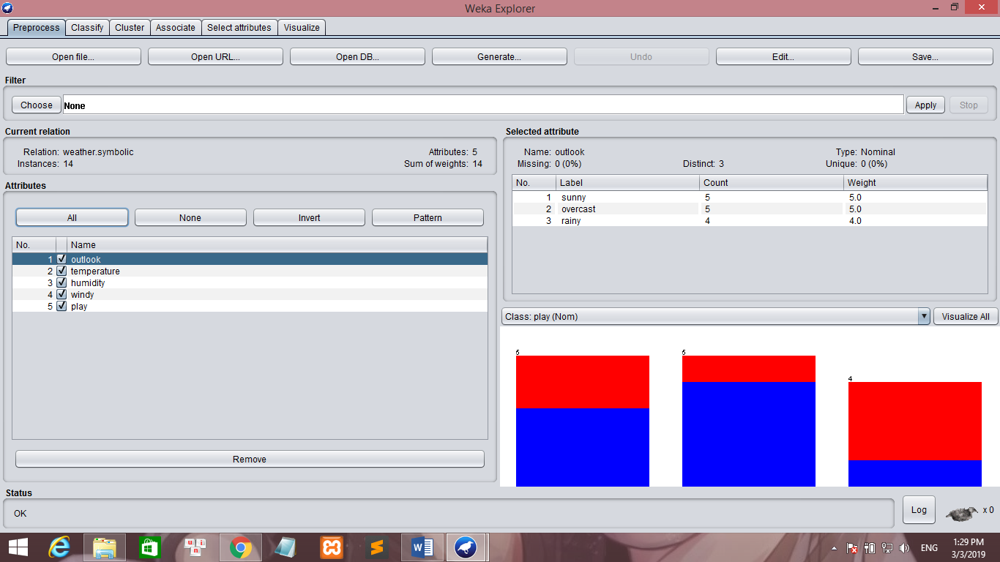 Weka Explorer
Preprocess Classify Cluster Associate Select attributes Visualize
Open file... Open URL... Open DB... Generate... Undo Edit... Save...
Filter
Choose None Apply Stop
Current relation
Relation: weather.symbolic Attributes: 5
Instances: 14 Sum of weights: 14
Attributes
All None Invert Pattern
No. Name
1 outlook
2 temperature
3 humidity
4 windy
5 play
Remove
Selected attribute
Name: outlook Type: Nominal
Missing: 0 (0%) Distinct: 3 Unique: 0 (0%)
No. Label Count Weight
1 sunny 5 5.0
2 overcast 5 5.0
3 rainy 4 4.0
Class: play (Nom) Visualize All
5 5 4
Status
OK Log x 0
ENG 1:29 PM
3/3/2019